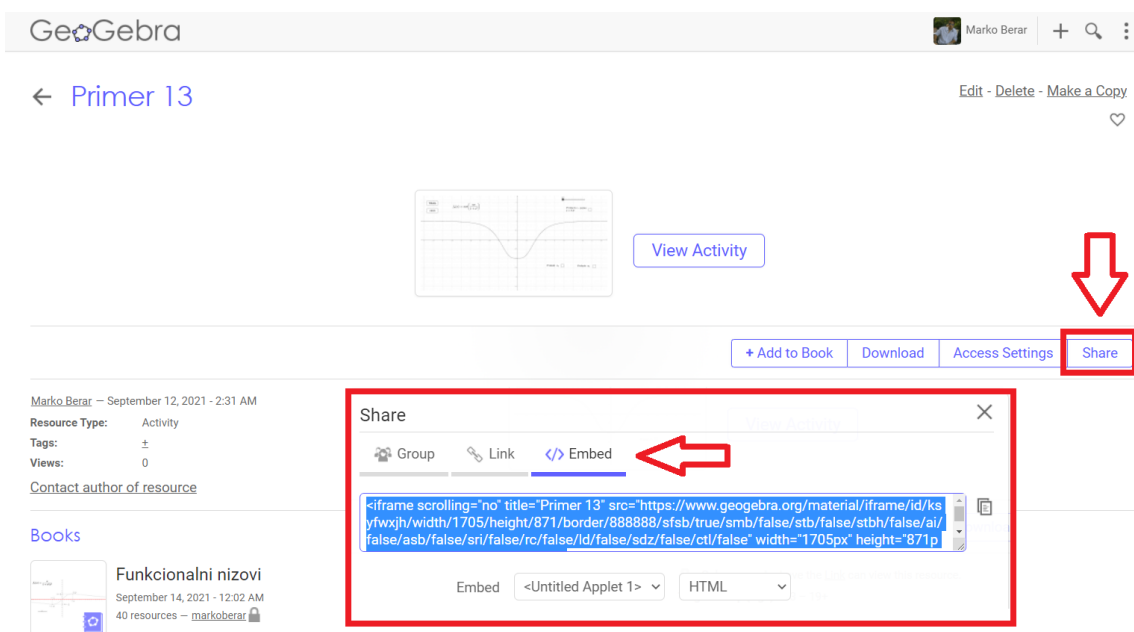 GeoGebra
Marko Berar
Primer 13
Edit - Delete - Make a Copy
View Activity
+ Add to Book
Download
Access Settings
Share
Marko Berar — September 12, 2021 - 2:31 AM
Resource Type: Activity
Tags: +
Views: 0
Contact author of resource
Books
Funkcionalni nizovi
September 14, 2021 - 12:02 AM
40 resources — markoberar
Share
Group
Link
</> Embed
<iframe scrolling="no" title="Primer 13" src="https://www.geogebra.org/material/iframe/id/ks
yfwxjh/width/1705/height/871/border/888888/sfsb/true/smb/false/stb/false/stbh/false/ai/
false/asb/false/sri/false/rc/false/ld/false/sdz/false/ctl/false" width="1705px" height="871p
Embed
<Untitled Applet 1>
HTML